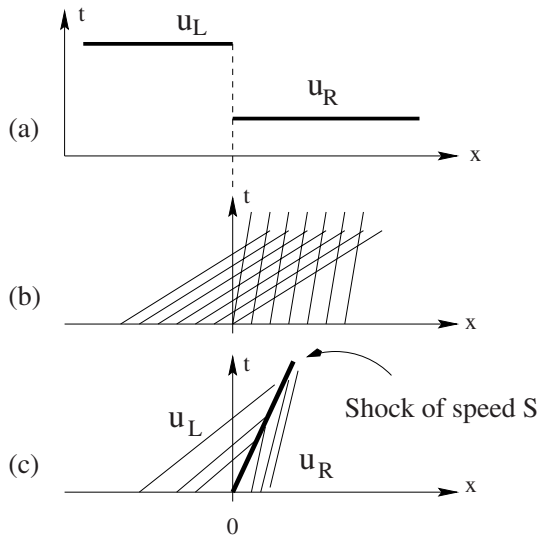 t
u_L
u_R
(a)
x
t
(b)
x
t
Shock of speed S
u_L
u_R
(c)
x
0